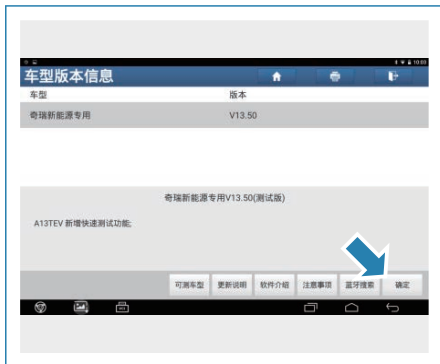 10:00
车型版本信息
车型 版本
奇瑞新能源专用 V13.50
奇瑞新能源专用V13.50(测试版)
A13TEV 新增快速测试功能;
可测车型 更新说明 软件介绍 注意事项 蓝牙搜索 确定